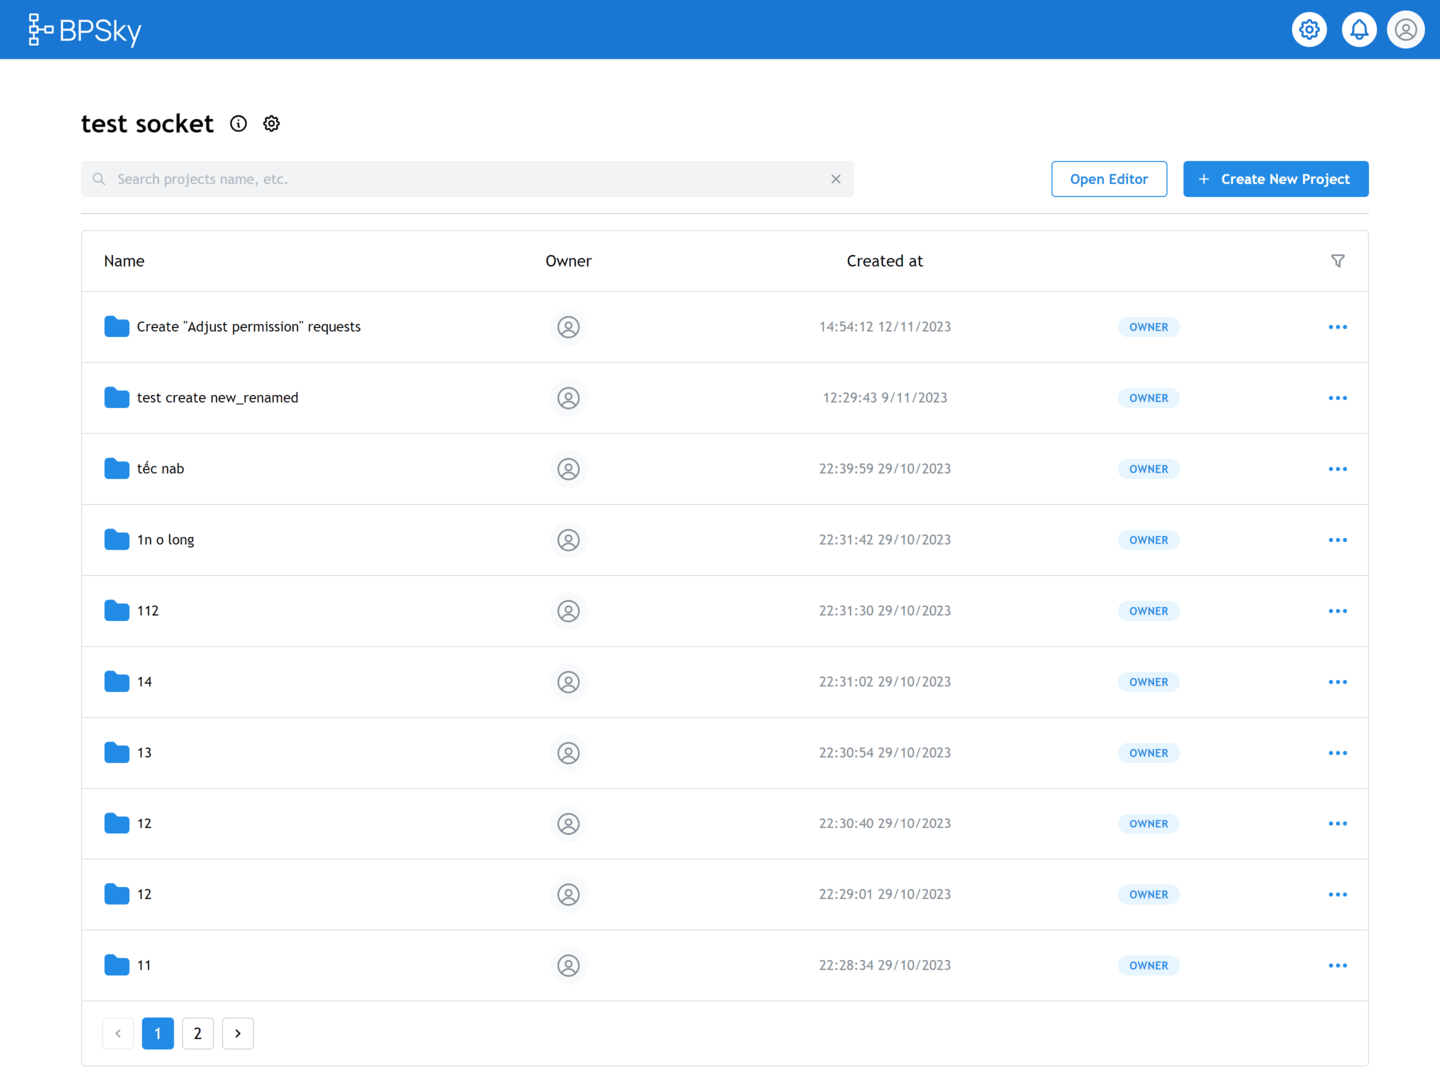 BPSky
test socket
Search projects name, etc.
Open Editor
+ Create New Project
Name Owner Created at
Create "Adjust permission" requests 14:54:12 12/11/2023 OWNER
test create new_renamed 12:29:43 9/11/2023 OWNER
tếc nab 22:39:59 29/10/2023 OWNER
1n o long 22:31:42 29/10/2023 OWNER
112 22:31:30 29/10/2023 OWNER
14 22:31:02 29/10/2023 OWNER
13 22:30:54 29/10/2023 OWNER
12 22:30:40 29/10/2023 OWNER
12 22:29:01 29/10/2023 OWNER
11 22:28:34 29/10/2023 OWNER
1 2